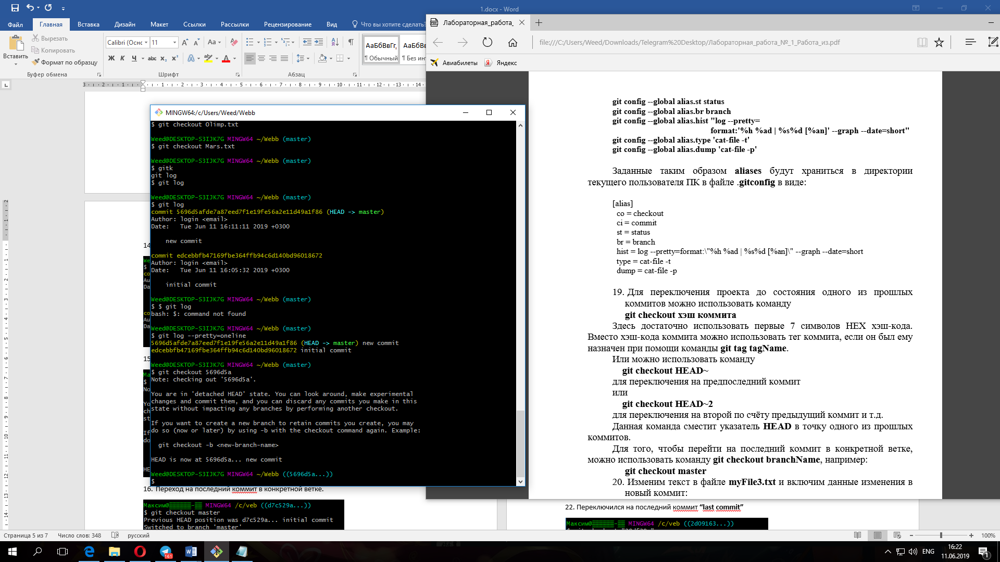 1.docx - Word
Файл
Главная
Вставка
Дизайн
Макет
Ссылки
Рассылки
Рецензирование
Вид
Что вы хотите сделать?
Вставить
Вырезать
Копировать
Формат по образцу
Буфер обмена
Calibri (Оснс
11
Ж К Ч abc x₂ x²
Шрифт
Абзац
АаБбВвГг,
¶ Обычный
АаБбВ
¶ Без инт
Лабораторная_работа_
file:///C:/Users/Weed/Downloads/Telegram%20Desktop/Лабораторная_работа_№_1_Работа_из.pdf
Авиабилеты
Яндекс
MINGW64:/c/Users/Weed/Webb
$ git checkout Olimp.txt
Weed@DESKTOP-S3IJK7G MINGW64 ~/Webb (master)
$ git checkout Mars.txt
Weed@DESKTOP-S3IJK7G MINGW64 ~/Webb (master)
$ gitk
git log
$ git log
Weed@DESKTOP-S3IJK7G MINGW64 ~/Webb (master)
$ git log
commit 5696d5afde7a87eed7f1e19fe56a2e11d49a1f86 (HEAD -> master)
Author: login <email>
Date:   Tue Jun 11 16:11:11 2019 +0300
new commit
commit edcebbfb47169fbe364ffb94c6d140bd96018672
Author: login <email>
Date:   Tue Jun 11 16:05:32 2019 +0300
initial commit
Weed@DESKTOP-S3IJK7G MINGW64 ~/Webb (master)
$ $ git log
bash: $: command not found
Weed@DESKTOP-S3IJK7G MINGW64 ~/Webb (master)
$ git log --pretty=oneline
5696d5afde7a87eed7f1e19fe56a2e11d49a1f86 (HEAD -> master) new commit
edcebbfb47169fbe364ffb94c6d140bd96018672 initial commit
Weed@DESKTOP-S3IJK7G MINGW64 ~/Webb (master)
$ git checkout 5696d5a
Note: checking out '5696d5a'.
You are in 'detached HEAD' state. You can look around, make experimental
changes and commit them, and you can discard any commits you make in this
state without impacting any branches by performing another checkout.
If you want to create a new branch to retain commits you create, you may
do so (now or later) by using -b with the checkout command again. Example:
git checkout -b <new-branch-name>
HEAD is now at 5696d5a... new commit
Weed@DESKTOP-S3IJK7G MINGW64 ~/Webb ((5696d5a...))
$
16. Переход на последний коммит в конкретной ветке.
MINGW64 /c/veb ((d7c529a...))
$ git checkout master
Previous HEAD position was d7c529a... initial commit
Switched to branch 'master'
git config --global alias.st status
git config --global alias.br branch
git config --global alias.hist "log --pretty=
format:'%h %ad | %s%d [%an]' --graph --date=short"
git config --global alias.type 'cat-file -t'
git config --global alias.dump 'cat-file -p'
Заданные таким образом aliases будут храниться в директории
текущего пользователя ПК в файле .gitconfig в виде:
[alias]
co = checkout
ci = commit
st = status
br = branch
hist = log --pretty=format:\"%h %ad | %s%d [%an]\" --graph --date=short
type = cat-file -t
dump = cat-file -p
19. Для переключения проекта до состояния одного из прошлых
коммитов можно использовать команду
git checkout хэш коммита
Здесь достаточно использовать первые 7 символов HEX хэш-кода.
Вместо хэш-кода коммита можно использовать тег коммита, если он был ему
назначен при помощи команды git tag tagName.
Или можно использовать команду
git checkout HEAD~
для переключения на предпоследний коммит
или
git checkout HEAD~2
для переключения на второй по счёту предыдущий коммит и т.д.
Данная команда сместит указатель HEAD в точку одного из прошлых
коммитов.
Для того, чтобы перейти на последний коммит в конкретной ветке,
можно использовать команду git checkout branchName, например:
git checkout master
20. Изменим текст в файле myFile3.txt и включим данные изменения в
новый коммит:
22. Переключился на последний коммит “last commit”
MINGW64 /c/veb ((2d09163...))
Страница 5 из 7
Число слов: 348
русский
100%
161
ENG
16:22
11.06.2019
1